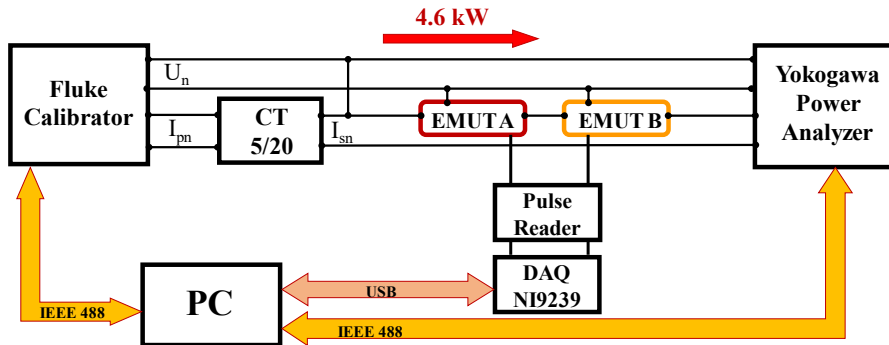 4.6 kW
Fluke
Calibrator
Un
Ipn
CT
5/20
Isn
EMUT A
EMUT B
Yokogawa
Power
Analyzer
Pulse
Reader
DAQ
NI9239
PC
USB
IEEE 488
IEEE 488